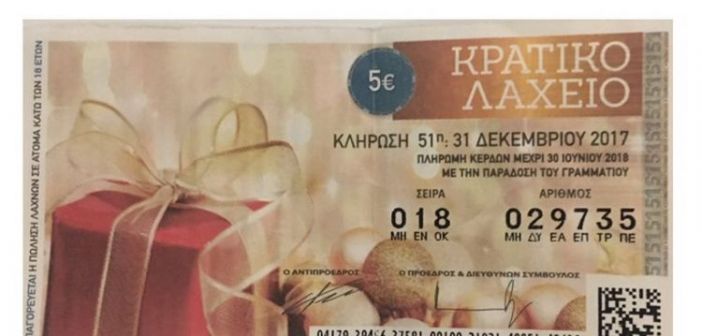 ΠΑΓΟΡΕΥΕΤΑΙ Η ΠΩΛΗΣΗ ΛΑΧΝΩΝ ΣΕ ΑΤΟΜΑ ΚΑΤΩ ΤΩΝ 18 ΕΤΩΝ
5€
ΚΡΑΤΙΚΟ
ΛΑΧΕΙΟ
ΚΛΗΡΩΣΗ 51η: 31 ΔΕΚΕΜΒΡΙΟΥ 2017
ΠΛΗΡΩΜΗ ΚΕΡΔΩΝ ΜΕΧΡΙ 30 ΙΟΥΝΙΟΥ 2018
ΜΕ ΤΗΝ ΠΑΡΑΔΟΣΗ ΤΟΥ ΓΡΑΜΜΑΤΙΟΥ
ΣΕΙΡΑ ΑΡΙΘΜΟΣ
018 029735
ΜΗ ΕΝ ΟΚ ΜΗ ΔΥ ΕΑ ΕΠ ΤΡ ΠΕ
Ο ΑΝΤΙΠΡΟΕΔΡΟΣ Ο ΠΡΟΕΔΡΟΣ & ΔΙΕΥΘΥΝΩΝ ΣΥΜΒΟΥΛΟΣ